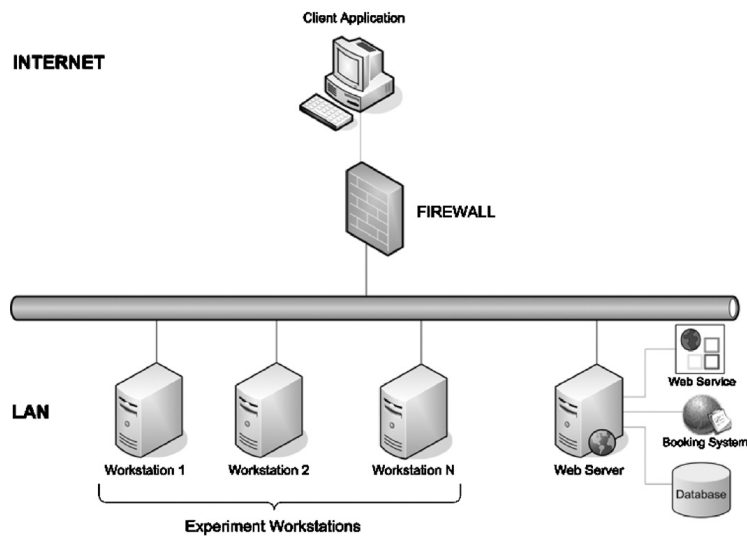 Client Application
INTERNET
FIREWALL
LAN
Workstation 1
Workstation 2
Workstation N
Web Server
Web Service
Booking System
Database
Experiment Workstations